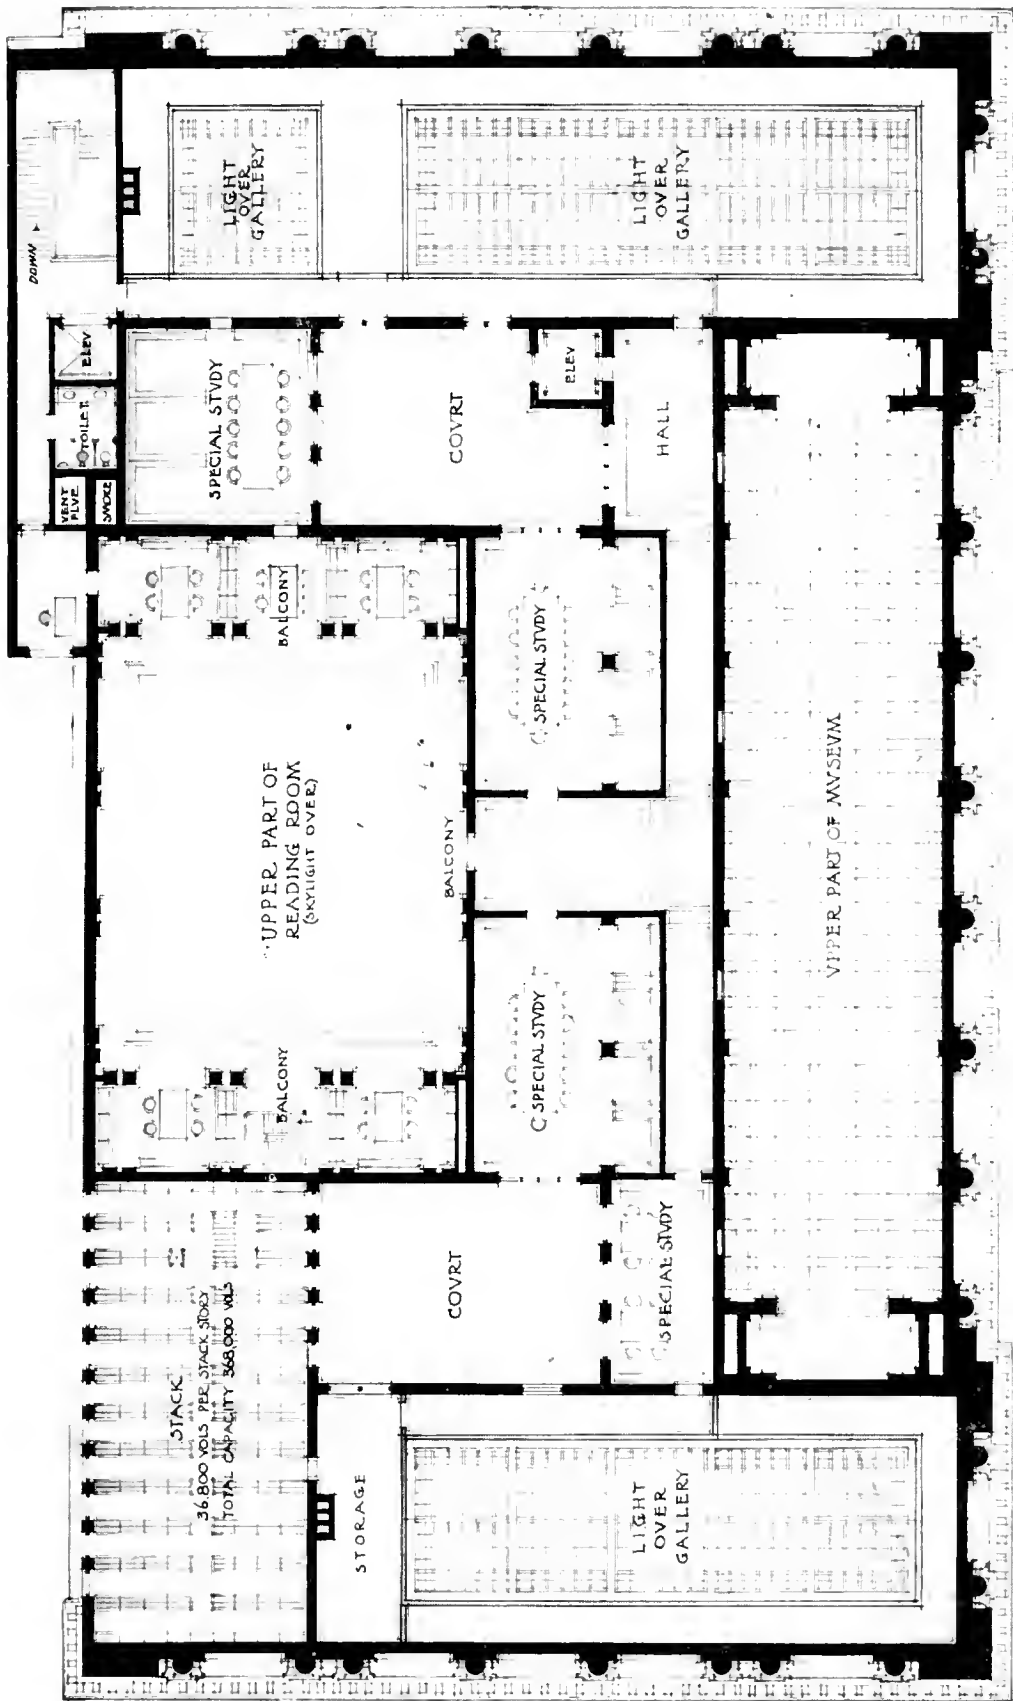 DOWN
ELEV
TOILET
VENT
FLVE
SMOKE
LIGHT
OVER
GALLERY
LIGHT
OVER
GALLERY
SPECIAL STVDY
COVRT
ELEV
HALL
BALCONY
SPECIAL STVDY
UPPER PART OF
READING ROOM
(SKYLIGHT OVER)
BALCONY
VPPER PART OF MVSEVM
BALCONY
SPECIAL STVDY
STACK
36,800 VOLS PER STACK STORY
TOTAL CAPACITY 368,000 VOLS
COVRT
SPECIAL STVDY
STORAGE
LIGHT
OVER
GALLERY